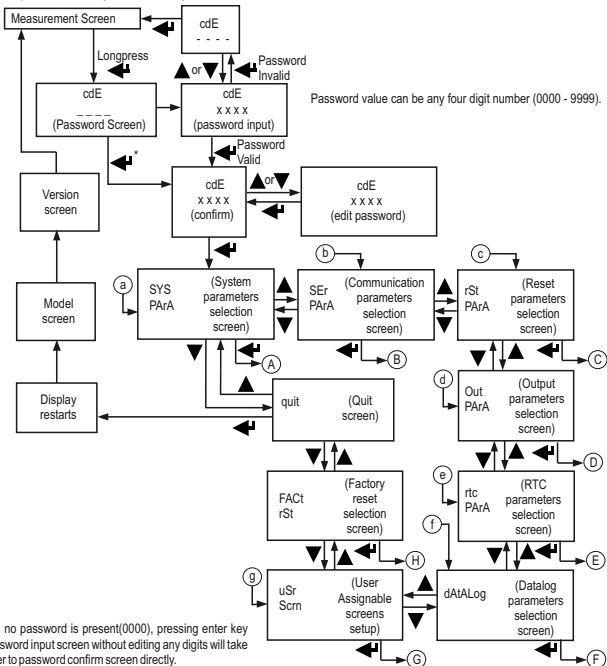 Measurement Screen
cdE
- - - -
Longpress
▲ or ▼
Password
Invalid
cdE
_ _ _ _
(Password Screen)
cdE
x x x x
(password input)
Password value can be any four digit number (0000 - 9999).
*
Password
Valid
Version
screen
cdE
x x x x
(confirm)
▲ or ▼
cdE
x x x x
(edit password)
a
b
c
SYS
PArA
(System
parameters
selection
screen)
SEr
PArA
(Communication
parameters
selection
screen)
rSt
PArA
(Reset
parameters
selection
screen)
A
B
C
Model
screen
d
Out
PArA
(Output
parameters
selection
screen)
D
Display
restarts
quit
(Quit
screen)
FACt
rSt
(Factory
reset
selection
screen)
H
e
rtc
PArA
(RTC
parameters
selection
screen)
E
f
g
uSr
Scrn
(User
Assignable
screens
setup)
G
dAtALog
(Datalog
parameters
selection
screen)
F
no password is present(0000), pressing enter key
sword input screen without editing any digits will take
er to password confirm screen directly.